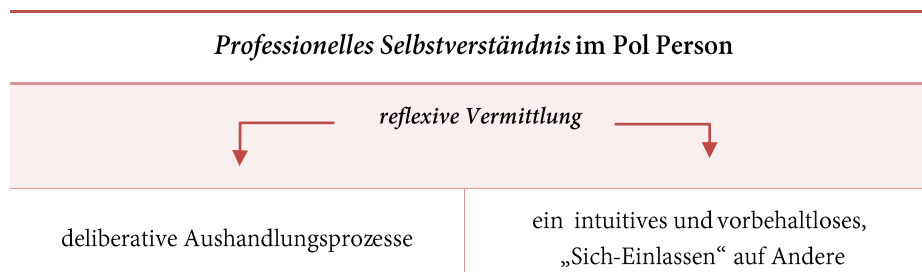 Professionelles Selbstverständnis im Pol Person
reflexive Vermittlung
deliberative Aushandlungsprozesse
ein intuitives und vorbehaltloses,
„Sich-Einlassen“ auf Andere